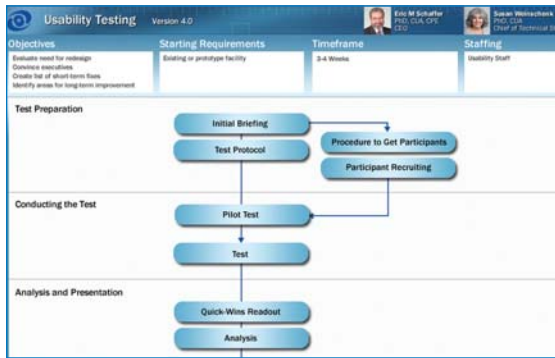 Usability Testing Version 4.0
Eric M Schaffer
PhD, CUA, CPE
CEO
Susan Weinschenk
PhD, CUA
Chief of Technical
Objectives
Evaluate need for redesign
Convince executives
Create list of short-term fixes
Identify areas for long-term improvement
Starting Requirements
Existing or prototype facility
Timeframe
3-4 Weeks
Staffing
Usability Staff
Test Preparation
Initial Briefing
Test Protocol
Procedure to Get Participants
Participant Recruiting
Conducting the Test
Pilot Test
Test
Analysis and Presentation
Quick-Wins Readout
Analysis